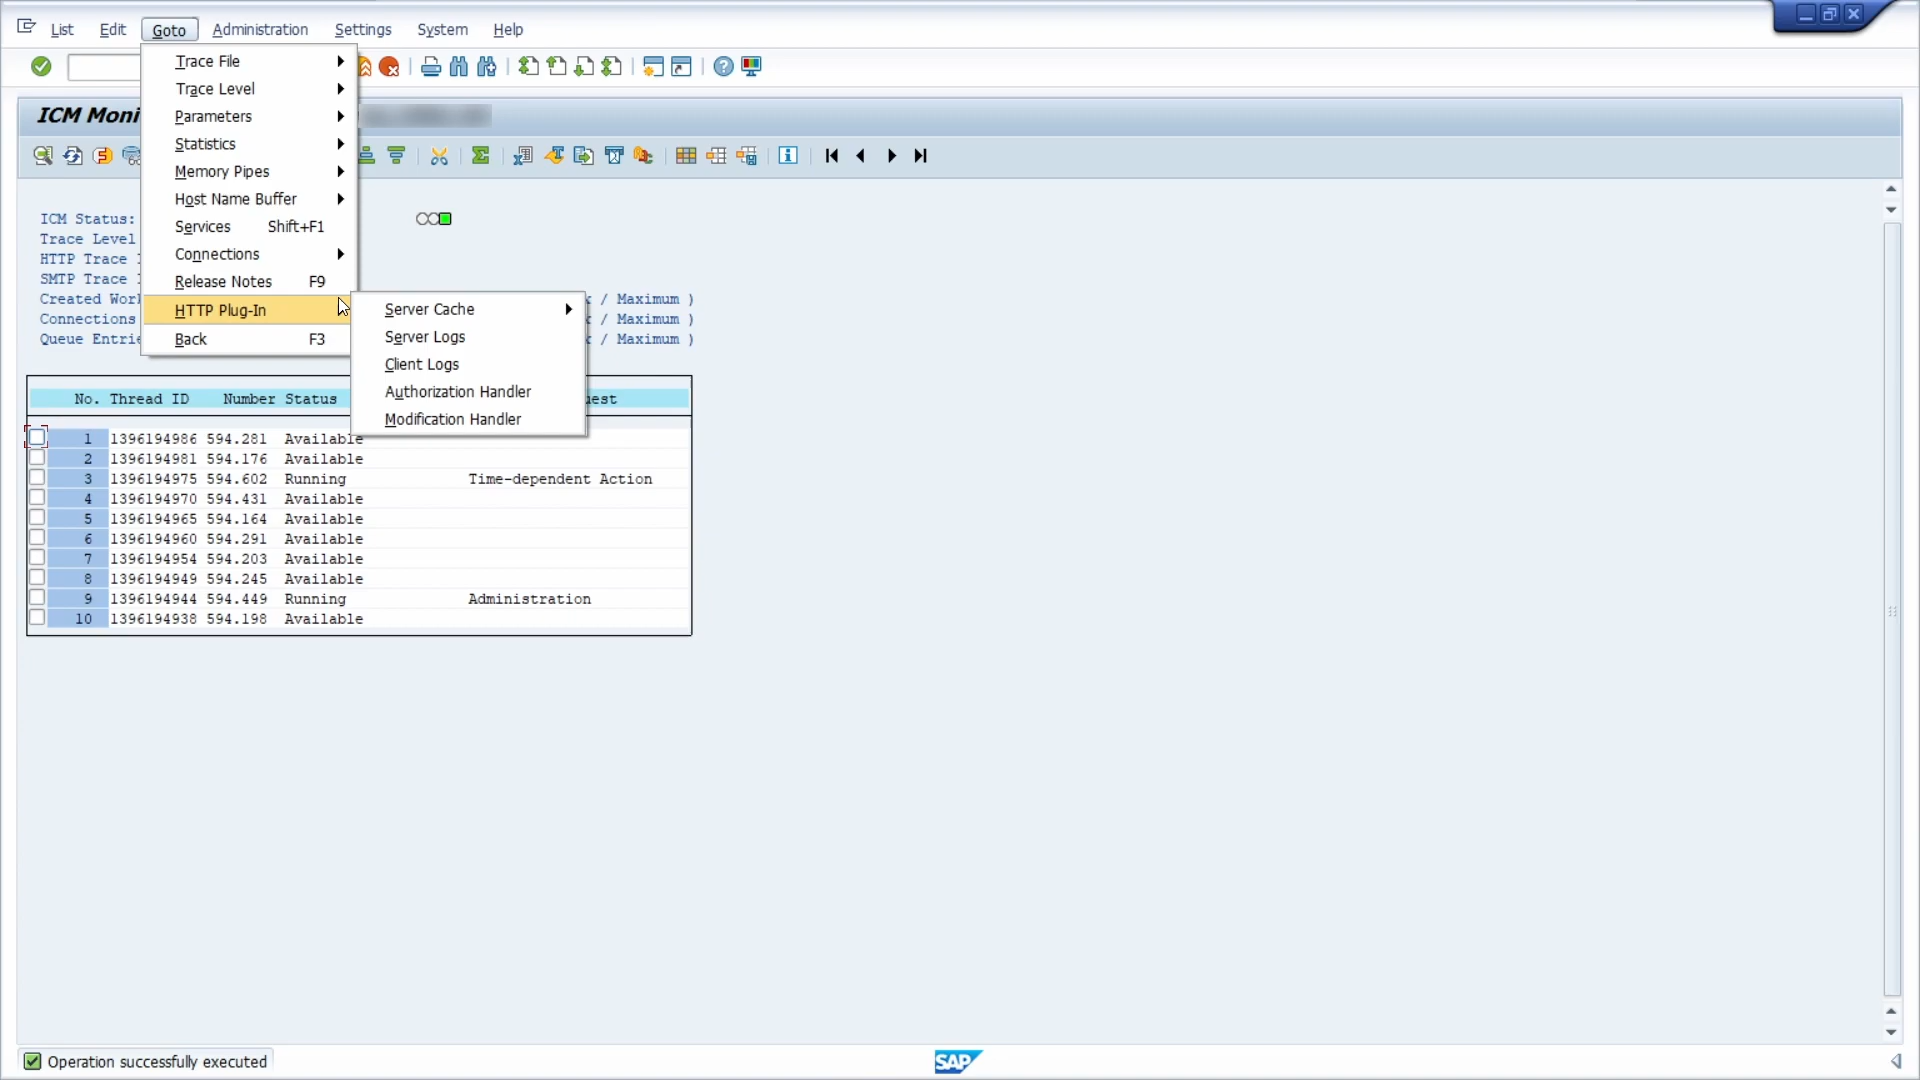 List Edit Goto Administration Settings System Help
Trace File
Trace Level
Parameters
Statistics
Memory Pipes
Host Name Buffer
Services Shift+F1
Connections
Release Notes F9
HTTP Plug-In
Back F3
Server Cache
Server Logs
Client Logs
Authorization Handler
Modification Handler
ICM Moni
ICM Status:
Trace Level
HTTP Trace
SMTP Trace
Created Wor / Maximum )
Connections / Maximum )
Queue Entrie / Maximum )
No. Thread ID Number Status uest
1 1396194986 594.281 Available
2 1396194981 594.176 Available
3 1396194975 594.602 Running Time-dependent Action
4 1396194970 594.431 Available
5 1396194965 594.164 Available
6 1396194960 594.291 Available
7 1396194954 594.203 Available
8 1396194949 594.245 Available
9 1396194944 594.449 Running Administration
10 1396194938 594.198 Available
Operation successfully executed
SAP